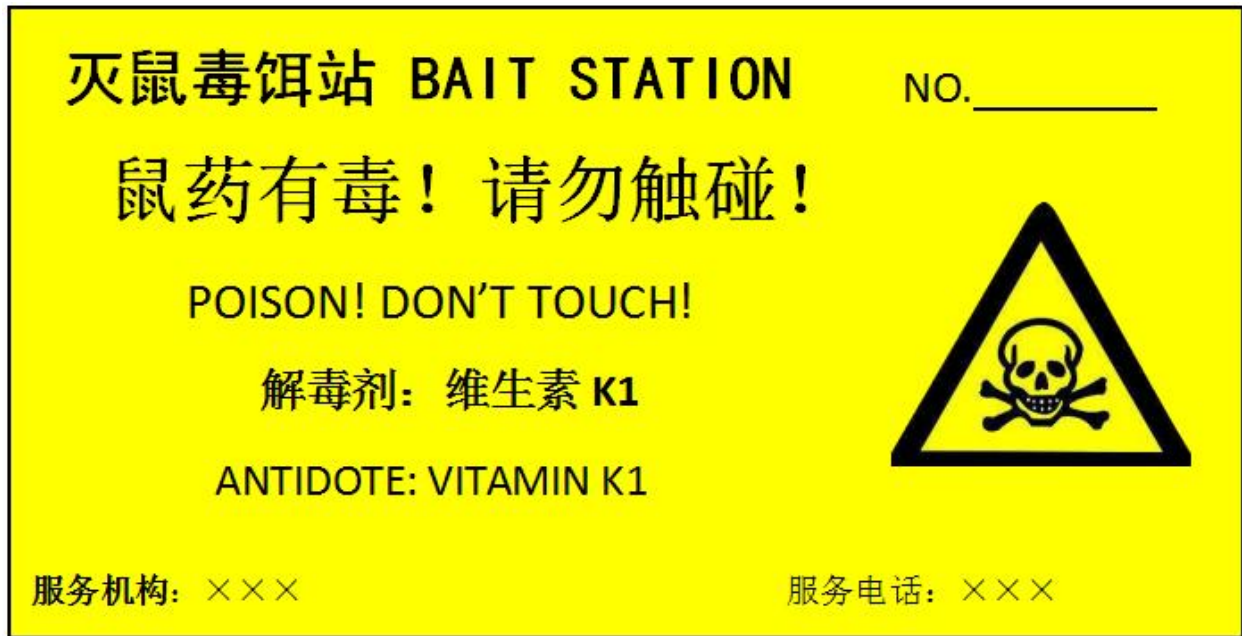 灭鼠毒饵站 BAIT STATION NO.________
鼠药有毒！请勿触碰！
POISON! DON’T TOUCH!
解毒剂：维生素 K1
ANTIDOTE: VITAMIN K1
服务机构：××× 服务电话：×××